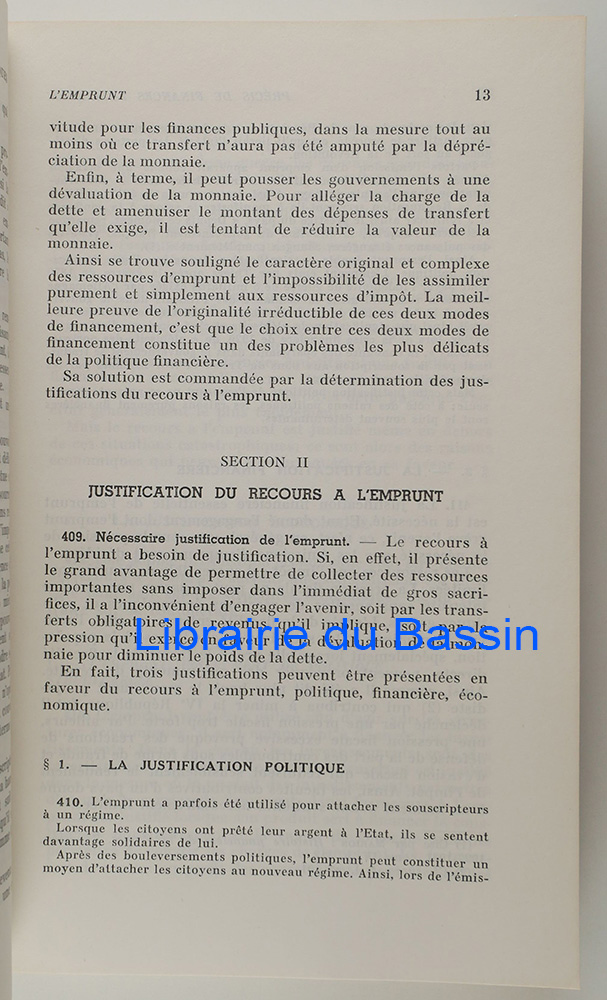 L'EMPRUNT 13
vitude pour les finances publiques, dans la mesure tout au
moins où ce transfert n'aura pas été amputé par la dépré-
ciation de la monnaie.
Enfin, à terme, il peut pousser les gouvernements à une
dévaluation de la monnaie. Pour alléger la charge de la
dette et amenuiser le montant des dépenses de transfert
qu'elle exige, il est tentant de réduire la valeur de la
monnaie.
Ainsi se trouve souligné le caractère original et complexe
des ressources d'emprunt et l'impossibilité de les assimiler
purement et simplement aux ressources d'impôt. La meil-
leure preuve de l'originalité irréductible de ces deux modes
de financement, c'est que le choix entre ces deux modes de
financement constitue un des problèmes les plus délicats
de la politique financière.
Sa solution est commandée par la détermination des jus-
tifications du recours à l'emprunt.
SECTION II
JUSTIFICATION DU RECOURS A L'EMPRUNT
409. Nécessaire justification de l'emprunt. — Le recours à
l'emprunt a besoin de justification. Si, en effet, il présente
le grand avantage de permettre de collecter des ressources
importantes sans imposer dans l'immédiat de gros sacri-
fices, il a l'inconvénient d'engager l'avenir, soit par les trans-
ferts obligatoires de revenus qu'il implique, soit par la
pression qu'il exerce en faveur de la dévaluation de la mon-
naie pour diminuer le poids de la dette.
Librairie du Bassin
En fait, trois justifications peuvent être présentées en
faveur du recours à l'emprunt, politique, financière, éco-
nomique.
§ 1. — LA JUSTIFICATION POLITIQUE
410. L'emprunt a parfois été utilisé pour attacher les souscripteurs
à un régime.
Lorsque les citoyens ont prêté leur argent à l'Etat, ils se sentent
davantage solidaires de lui.
Après des bouleversements politiques, l'emprunt peut constituer un
moyen d'attacher les citoyens au nouveau régime. Ainsi, lors de l'émis-